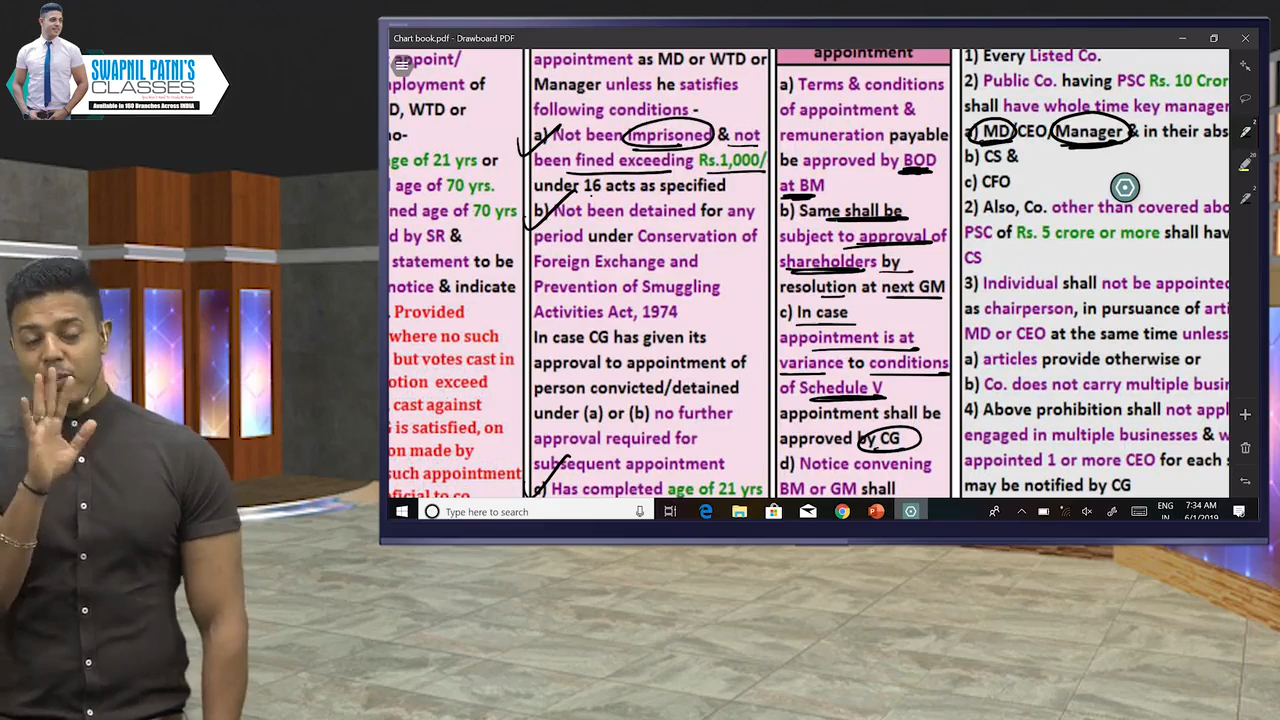 SWAPNIL PATNI'S
CLASSES
Available in 160 Branches Across INDIA
Chart book.pdf - Drawboard PDF
appoint/
ployment of
D, WTD or
no-
age of 21 yrs or
age of 70 yrs.
ned age of 70 yrs
d by SR &
statement to be
notice & indicate
. Provided
where no such
but votes cast in
otion exceed
cast against
is satisfied, on
on made by
such appointment
appointment as MD or WTD or
Manager unless he satisfies
following conditions -
a) Not been imprisoned & not
been fined exceeding Rs.1,000/
under 16 acts as specified
b) Not been detained for any
period under Conservation of
Foreign Exchange and
Prevention of Smuggling
Activities Act, 1974
In case CG has given its
approval to appointment of
person convicted/detained
under (a) or (b) no further
approval required for
subsequent appointment
c) Has completed age of 21 yrs
appointment
a) Terms & conditions
of appointment &
remuneration payable
be approved by BOD
at BM
b) Same shall be
subject to approval of
shareholders by
resolution at next GM
c) In case
appointment is at
variance to conditions
of Schedule V
appointment shall be
approved by CG
d) Notice convening
BM or GM shall
1) Every Listed Co.
2) Public Co. having PSC Rs. 10 Cror
shall have whole time key manager
a) MD/CEO/Manager & in their abs
b) CS &
c) CFO
2) Also, Co. other than covered abo
PSC of Rs. 5 crore or more shall hav
CS
3) Individual shall not be appointed
as chairperson, in pursuance of arti
MD or CEO at the same time unless
a) articles provide otherwise or
b) Co. does not carry multiple busin
4) Above prohibition shall not appl
engaged in multiple businesses & w
appointed 1 or more CEO for each s
may be notified by CG
Type here to search
ENG
IN
7:34 AM
6/1/2019